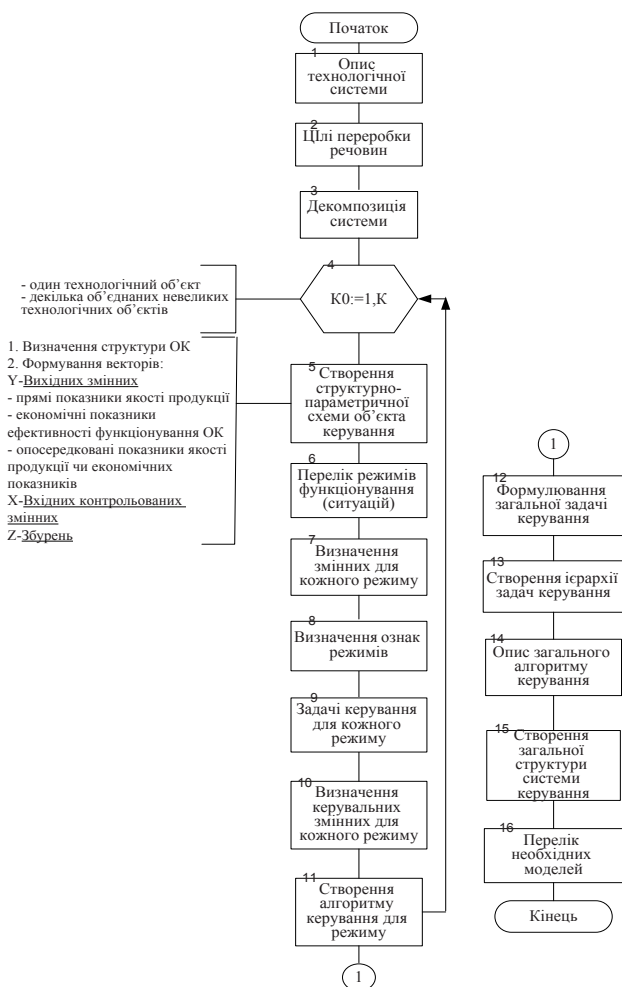 Початок
1
Опис
технологічної
системи
2
ЦІлі переробки
речовин
3
Декомпозиція
системи
4
K0:=1,K
- один технологічний об’єкт
- декілька об’єднаних невеликих
технологічних об’єктів
5
Створення
структурно-
параметричної
схеми об’єкта
керування
1. Визначення структури ОК
2. Формування векторів:
Y-Вихідних змінних
- прямі показники якості продукції
- економічні показники
ефективності функціонування ОК
- опосередковані показники якості
продукції чи економічних
показників
X-Вхідних контрольованих
змінних
Z-Збурень
6
Перелік режимів
функціонування
(ситуацій)
7
Визначення
змінних для
кожного режиму
8
Визначення ознак
режимів
9
Задачі керування
для кожного
режиму
10
Визначення
керувальних
змінних для
кожного режиму
11
Створення
алгоритму
керування для
режиму
1
1
12
Формулювання
загальної задачі
керування
13
Створення ієрархії
задач керування
14
Опис загального
алгоритму
керування
15
Створення
загальної
структури
системи
керування
16
Перелік
необхідних
моделей
Кінець